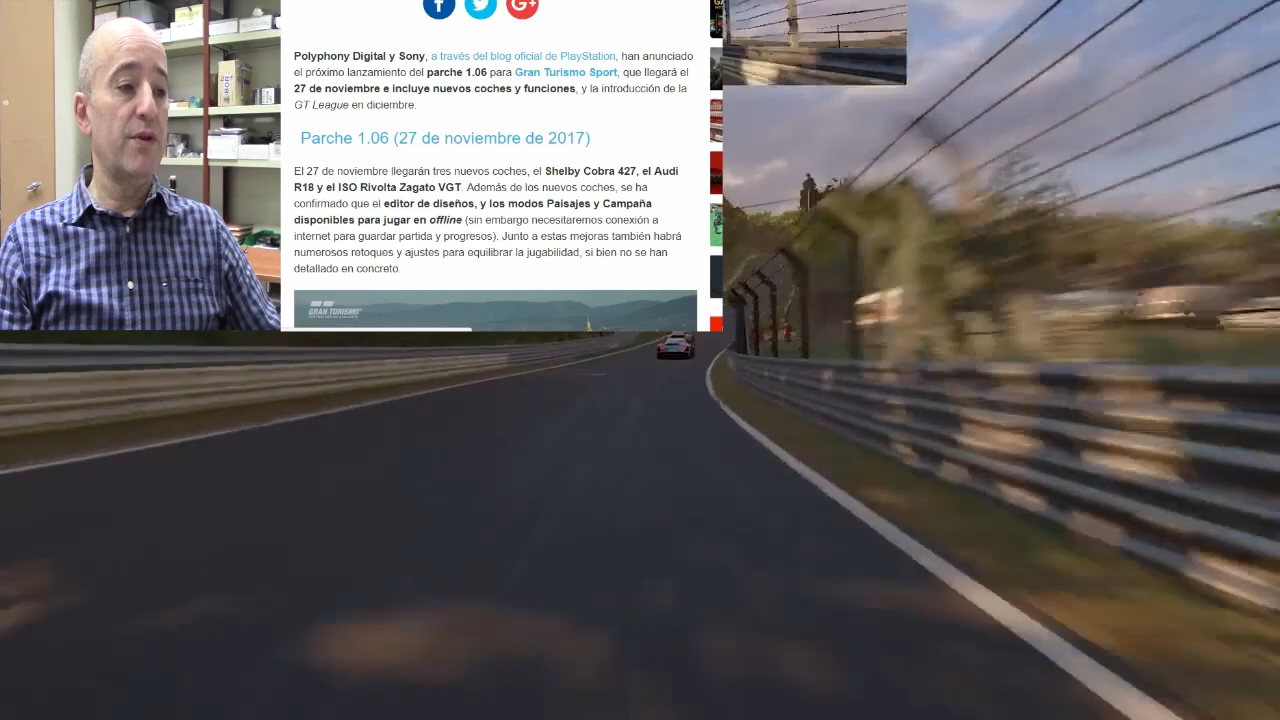 f
G+
Polyphony Digital y Sony, a través del blog oficial de PlayStation, han anunciado
el próximo lanzamiento del parche 1.06 para Gran Turismo Sport, que llegará el
27 de noviembre e incluye nuevos coches y funciones, y la introducción de la
GT League en diciembre.
Parche 1.06 (27 de noviembre de 2017)
El 27 de noviembre llegarán tres nuevos coches, el Shelby Cobra 427, el Audi
R18 y el ISO Rivolta Zagato VGT. Además de los nuevos coches, se ha
confirmado que el editor de diseños, y los modos Paisajes y Campaña
disponibles para jugar en offline (sin embargo necesitaremos conexión a
internet para guardar partida y progresos). Junto a estas mejoras también habrá
numerosos retoques y ajustes para equilibrar la jugabilidad, si bien no se han
detallado en concreto.
GRAN TURISMO